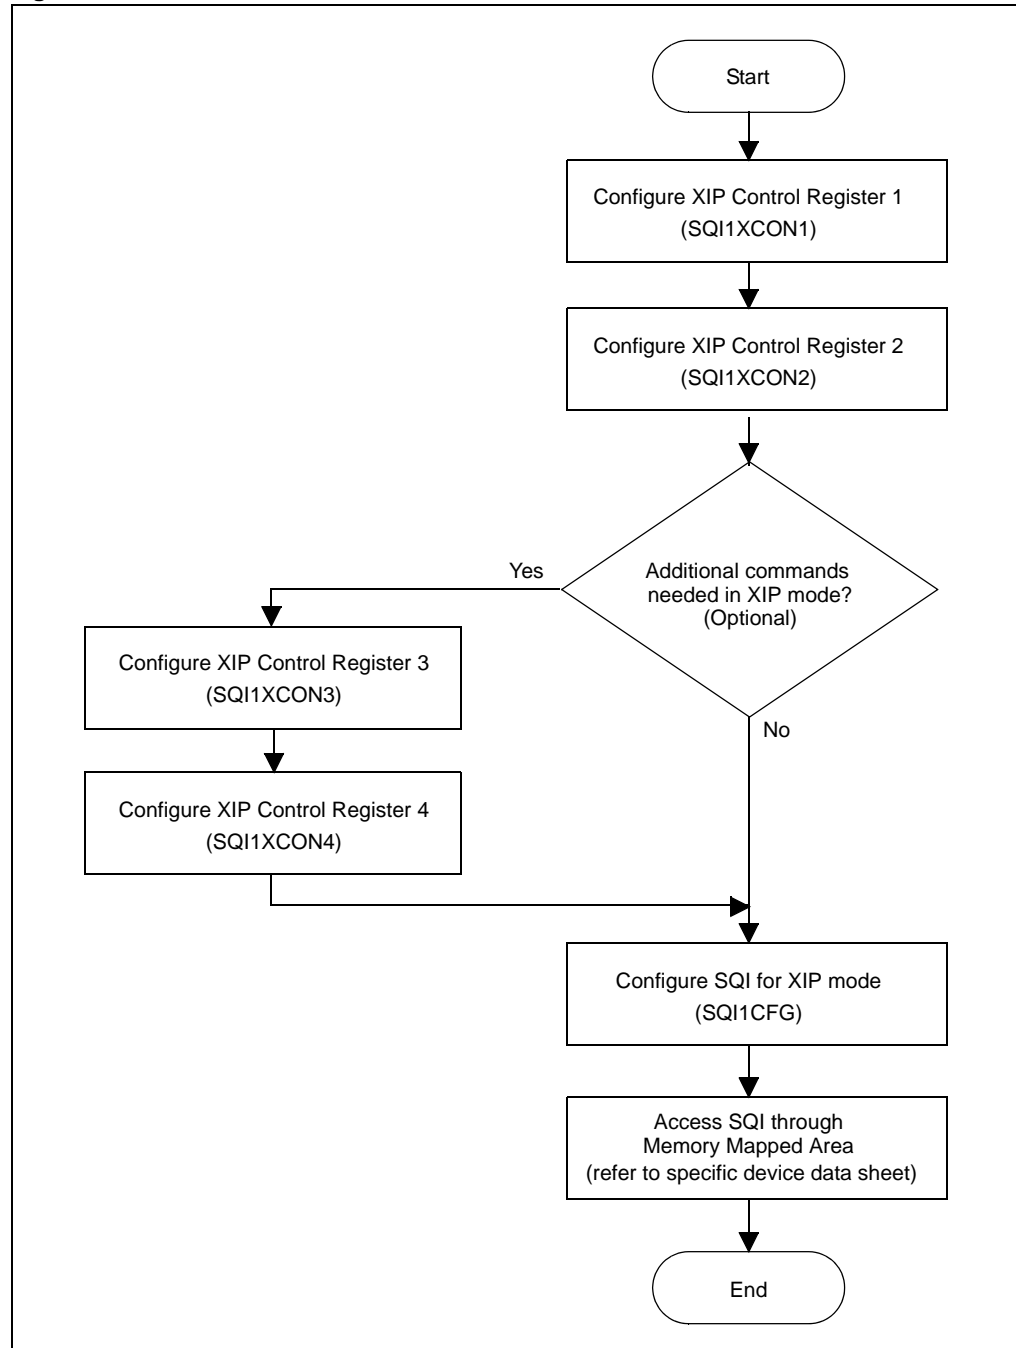 Start
Configure XIP Control Register 1
(SQI1XCON1)
Configure XIP Control Register 2
(SQI1XCON2)
Additional commands
needed in XIP mode?
(Optional)
Yes
No
Configure XIP Control Register 3
(SQI1XCON3)
Configure XIP Control Register 4
(SQI1XCON4)
Configure SQI for XIP mode
(SQI1CFG)
Access SQI through
Memory Mapped Area
(refer to specific device data sheet)
End